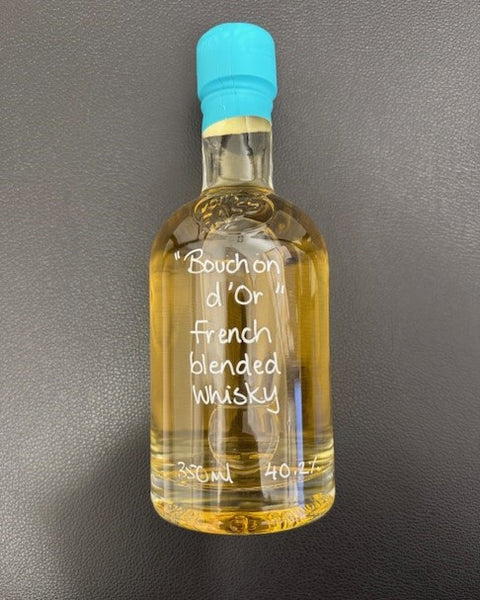 "Bouchon
d'Or"
French
blended
Whisky
350ml 40.2%